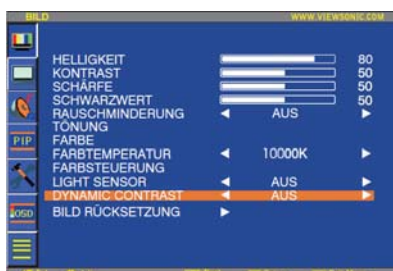 BILD WWW.VIEWSONIC.COM
HELLIGKEIT 80
KONTRAST 50
SCHÄRFE 50
SCHWARZWERT 50
RAUSCHMINDERUNG AUS
TÖNUNG
PIP
FARBE
FARBTEMPERATUR 10000K
FARBSTEUERUNG
LIGHT SENSOR AUS
DYNAMIC CONTRAST AUS
OSD
BILD RÜCKSETZUNG